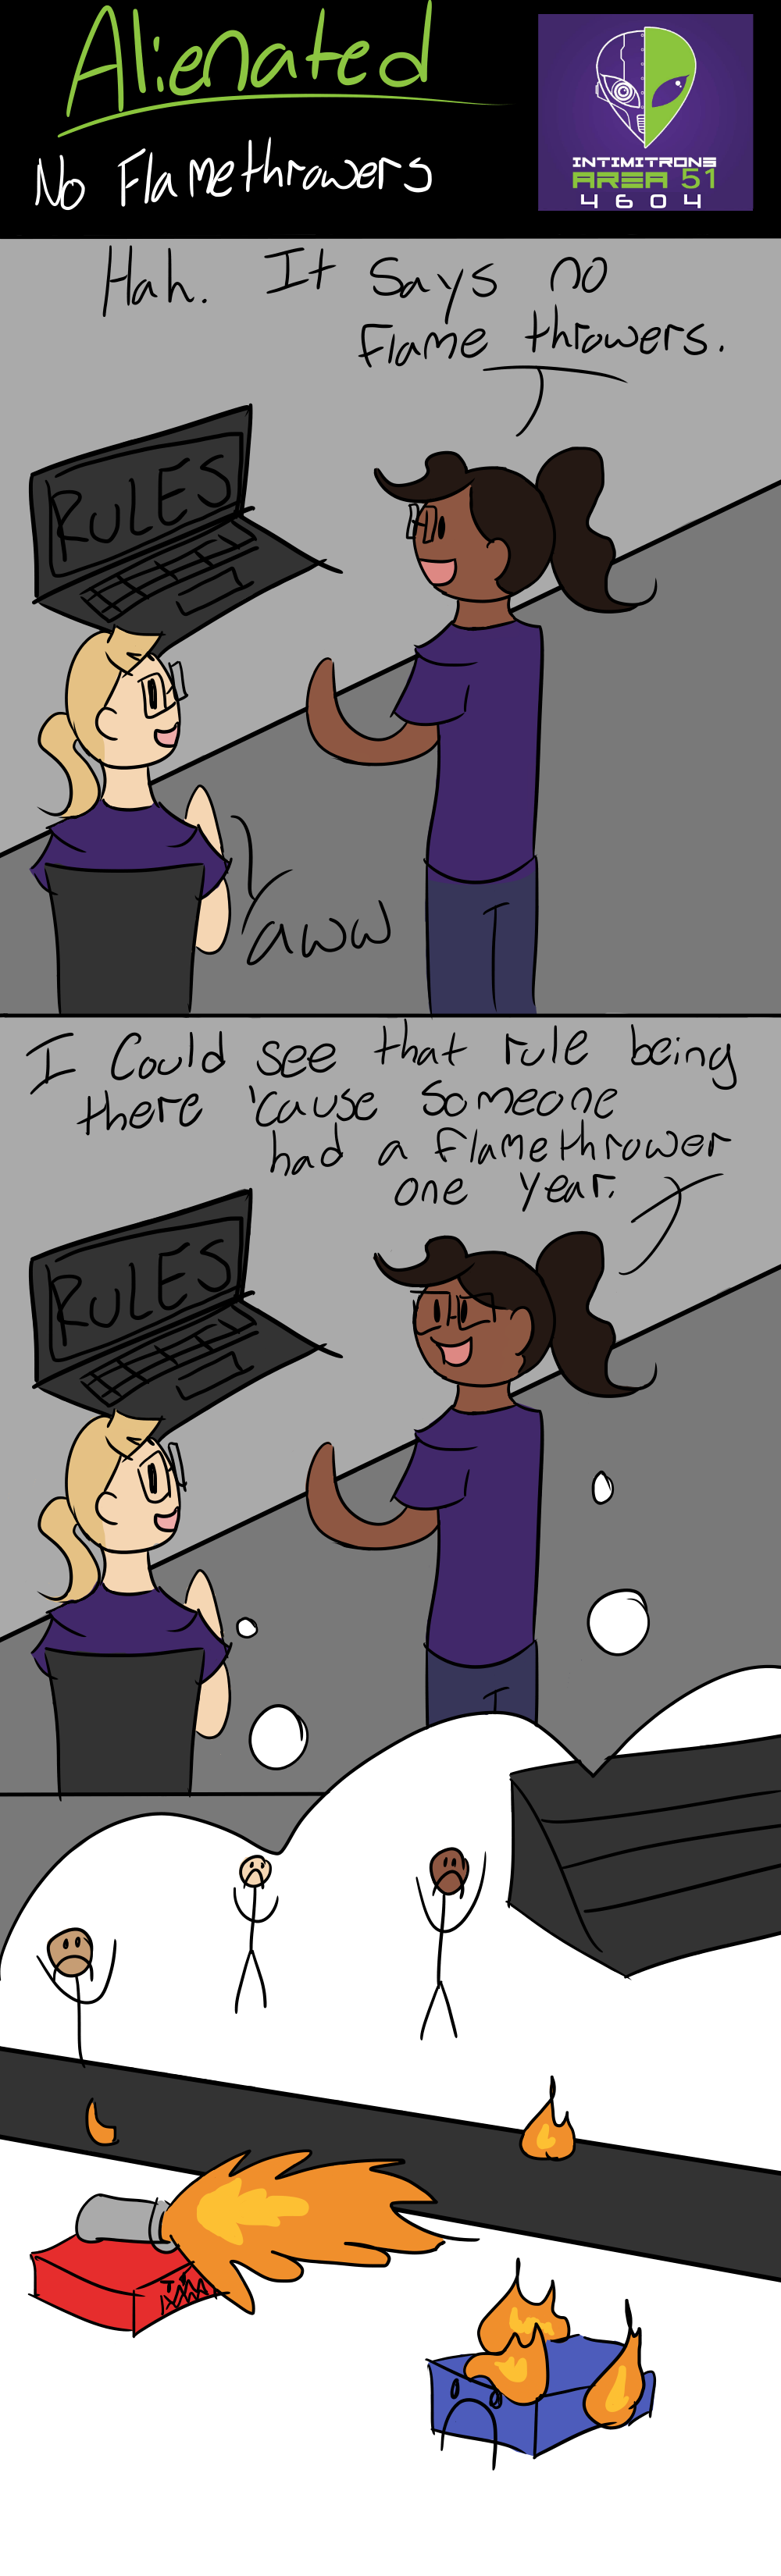 Alienated
No Flamethrowers
INTIMITRONS
AREA 51
4604
Hah. It says no
flame throwers.
RULES
aww
I could see that rule being
there 'cause someone
had a flamethrower
one year.
RULES